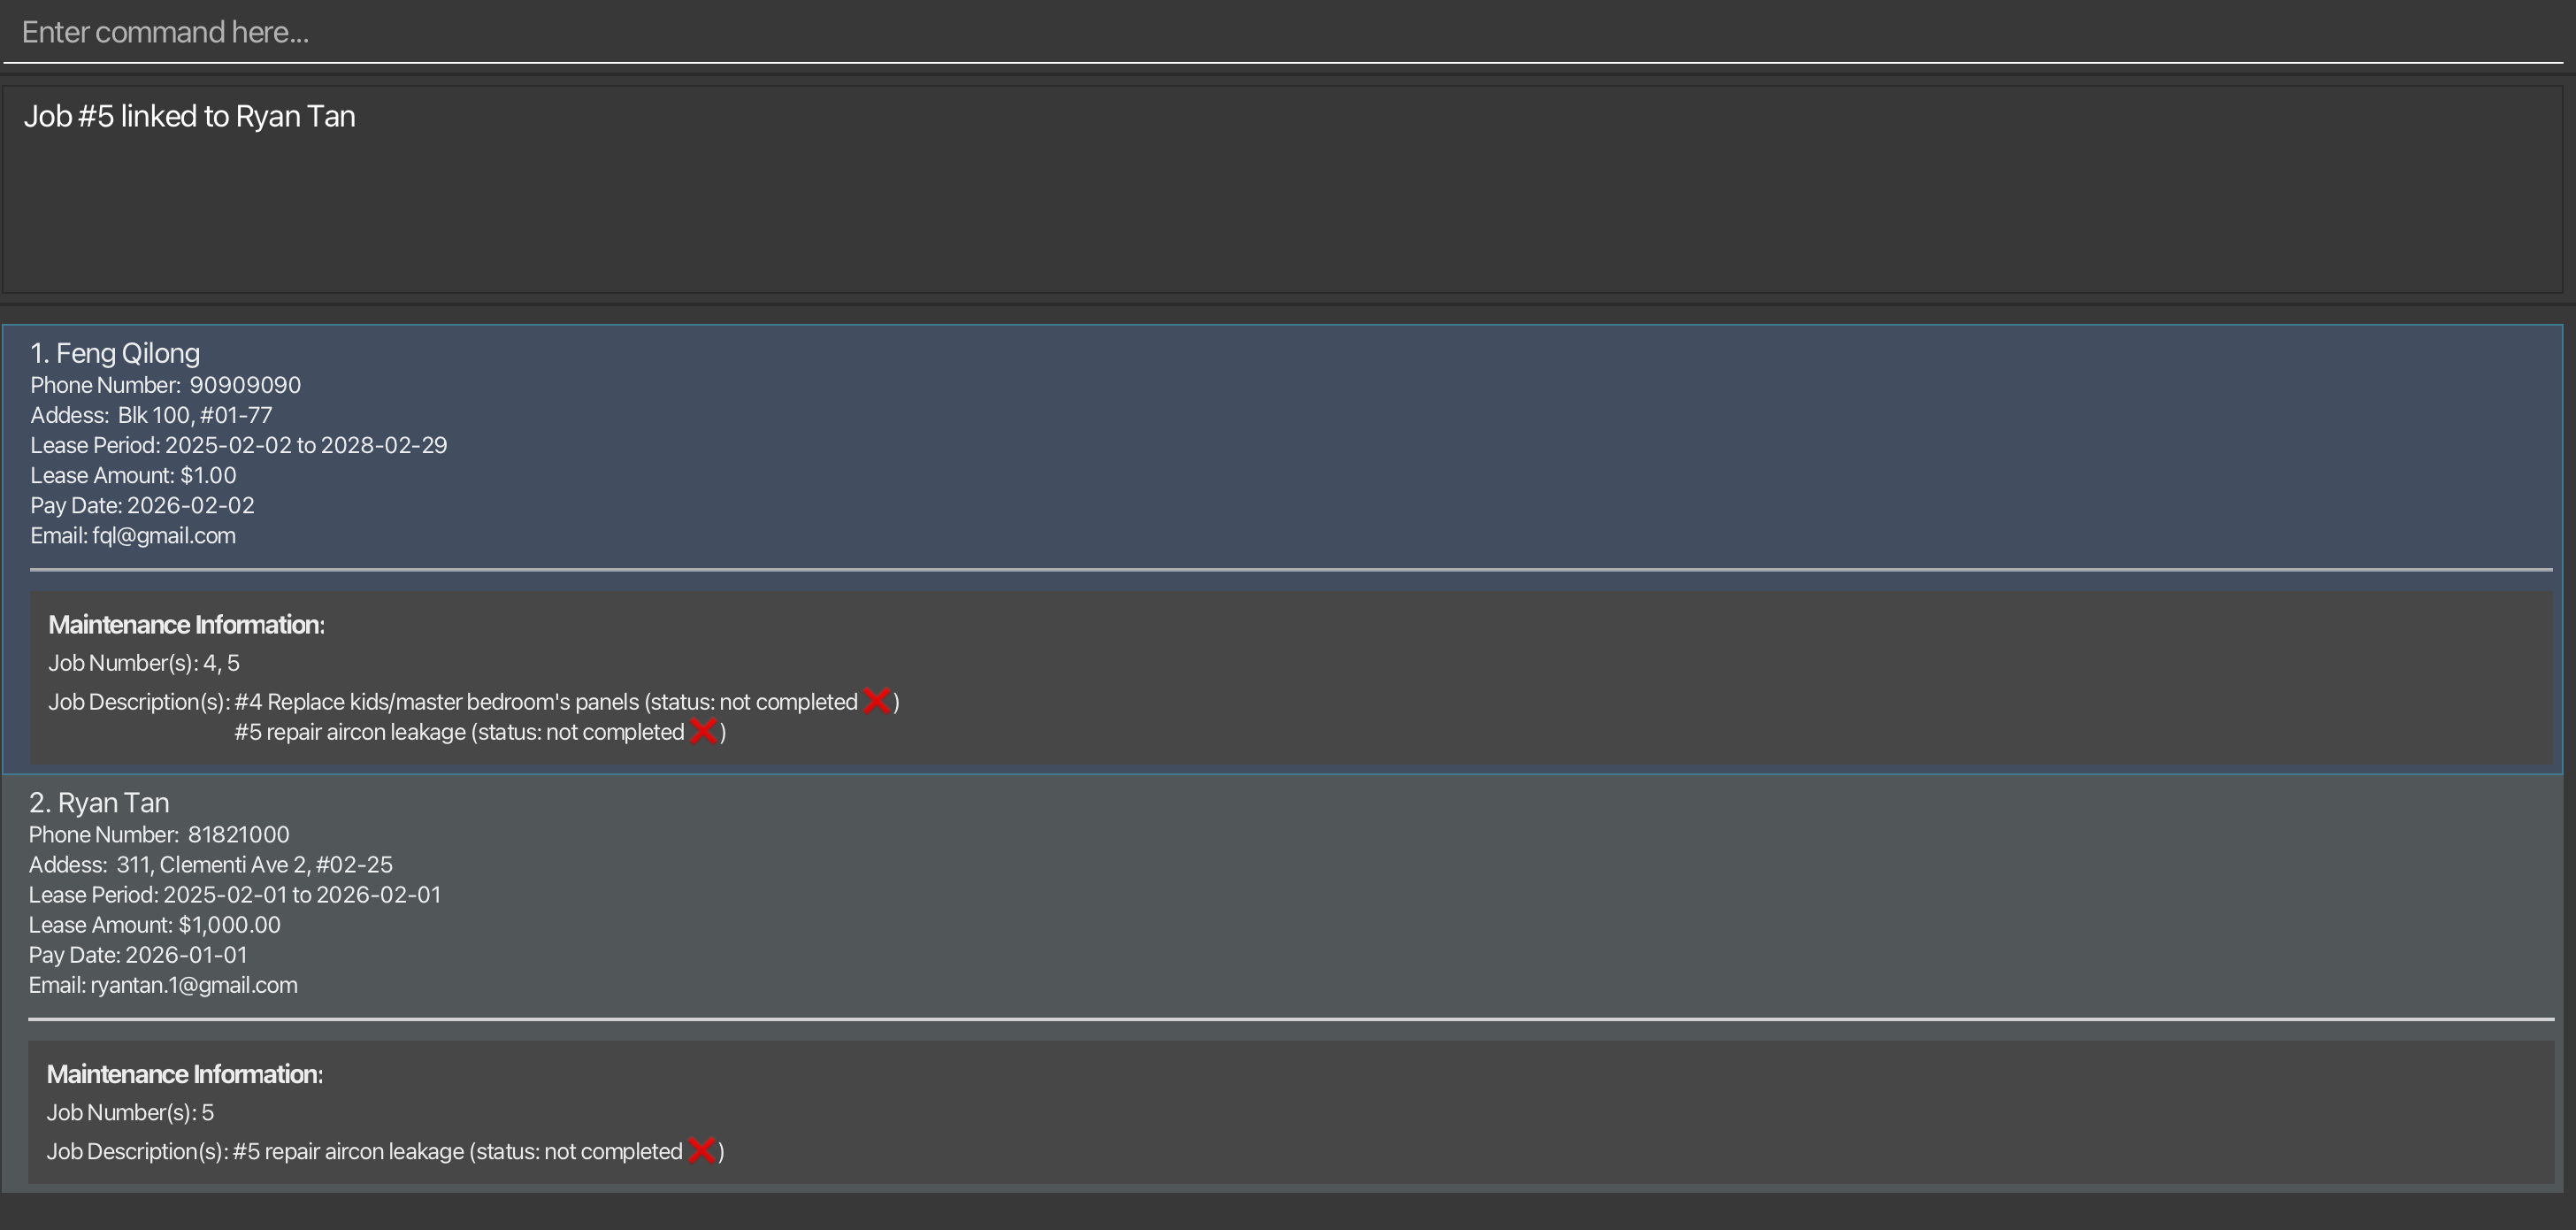 Enter command here...
Job #5 linked to Ryan Tan
1. Feng Qilong
Phone Number: 90909090
Addess: Blk 100, #01-77
Lease Period: 2025-02-02 to 2028-02-29
Lease Amount: $1.00
Pay Date: 2026-02-02
Email: fql@gmail.com
Maintenance Information:
Job Number(s): 4, 5
Job Description(s): #4 Replace kids/master bedroom's panels (status: not completed ❌)
#5 repair aircon leakage (status: not completed ❌)
2. Ryan Tan
Phone Number: 81821000
Addess: 311, Clementi Ave 2, #02-25
Lease Period: 2025-02-01 to 2026-02-01
Lease Amount: $1,000.00
Pay Date: 2026-01-01
Email: ryantan.1@gmail.com
Maintenance Information:
Job Number(s): 5
Job Description(s): #5 repair aircon leakage (status: not completed ❌)